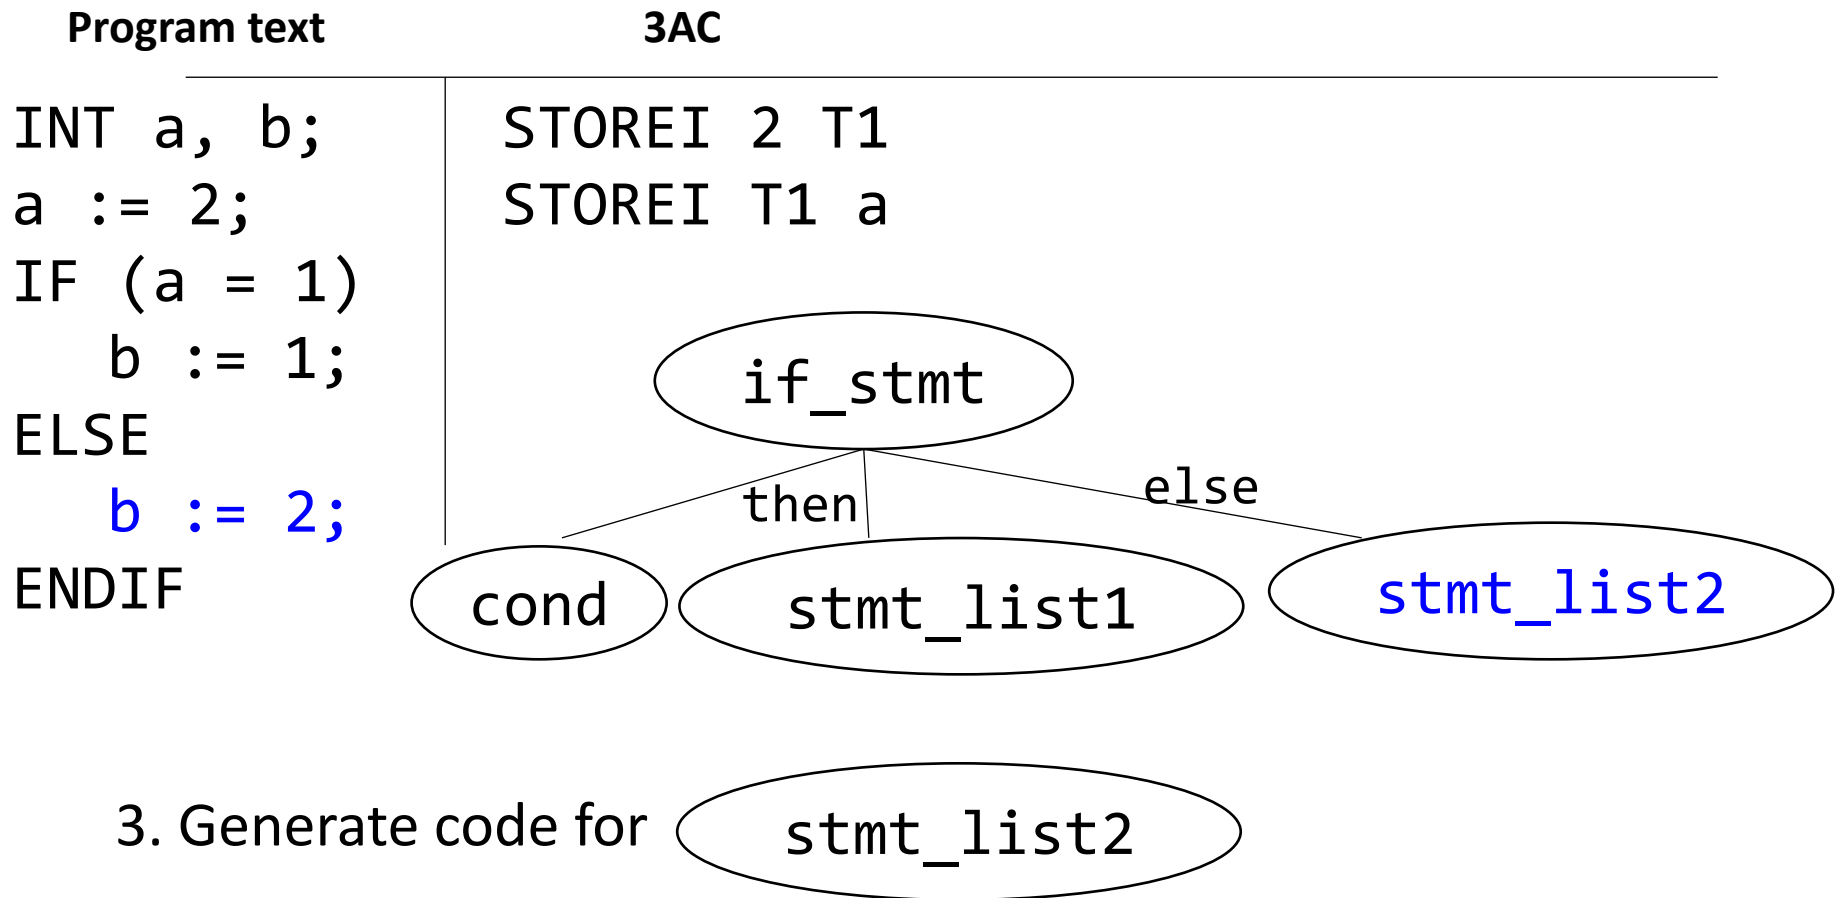 Program text 3AC
INT a, b; STOREI 2 T1
a := 2; STOREI T1 a
IF (a = 1)
b := 1;
if_stmt
ELSE
then else
b := 2;
ENDIF
cond stmt_list1 stmt_list2
3. Generate code for stmt_list2